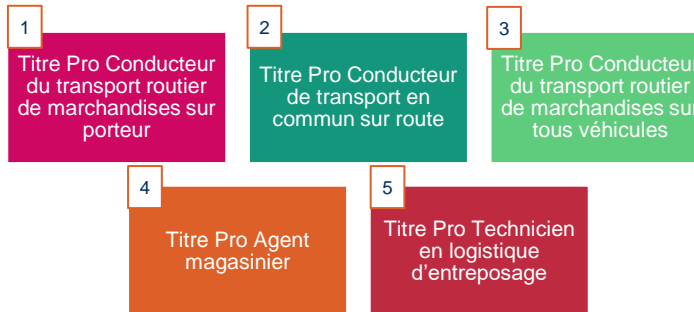 1
Titre Pro Conducteur
du transport routier
de marchandises sur
porteur
2
Titre Pro Conducteur
de transport en
commun sur route
3
Titre Pro Conducteur
du transport routier
de marchandises sur
tous véhicules
4
Titre Pro Agent
magasinier
5
Titre Pro Technicien
en logistique
d’entreposage